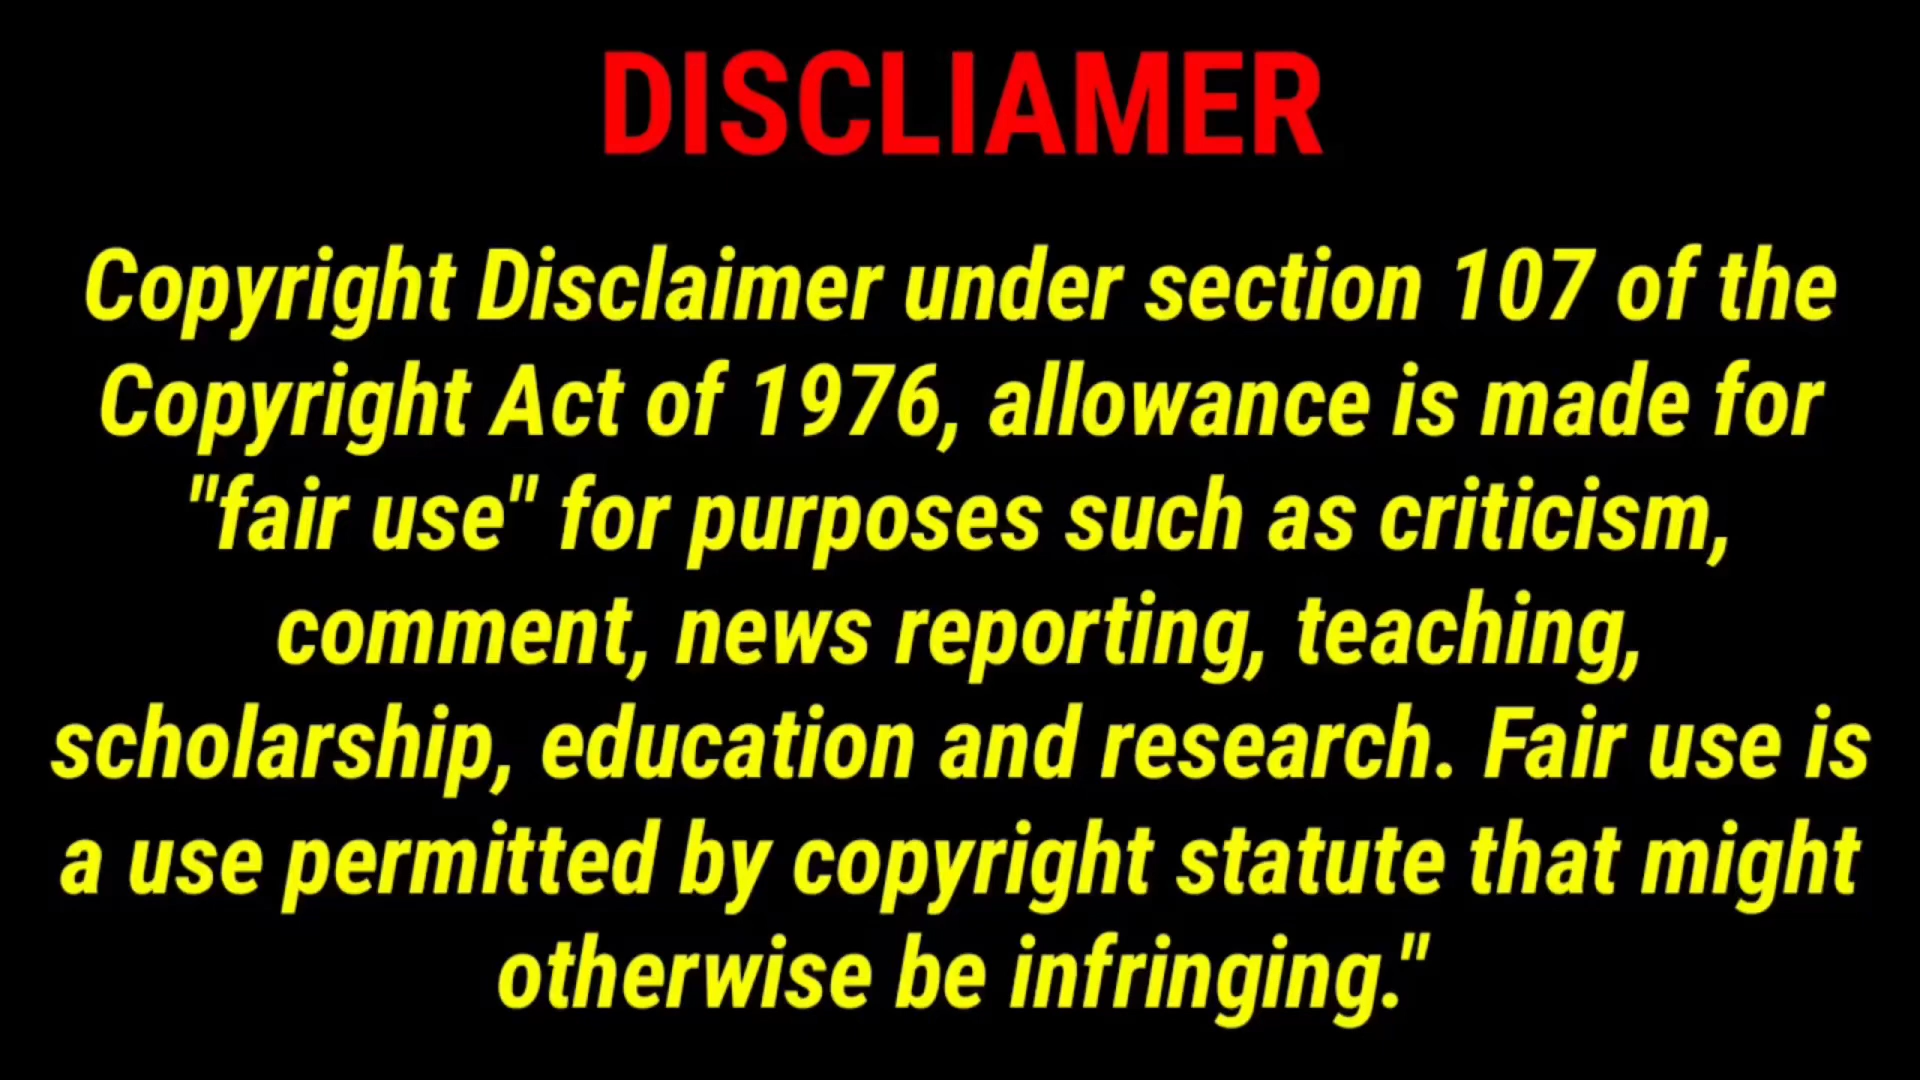 DISCLIAMER
Copyright Disclaimer under section 107 of the
Copyright Act of 1976, allowance is made for
"fair use" for purposes such as criticism,
comment, news reporting, teaching,
scholarship, education and research. Fair use is
a use permitted by copyright statute that might
otherwise be infringing."